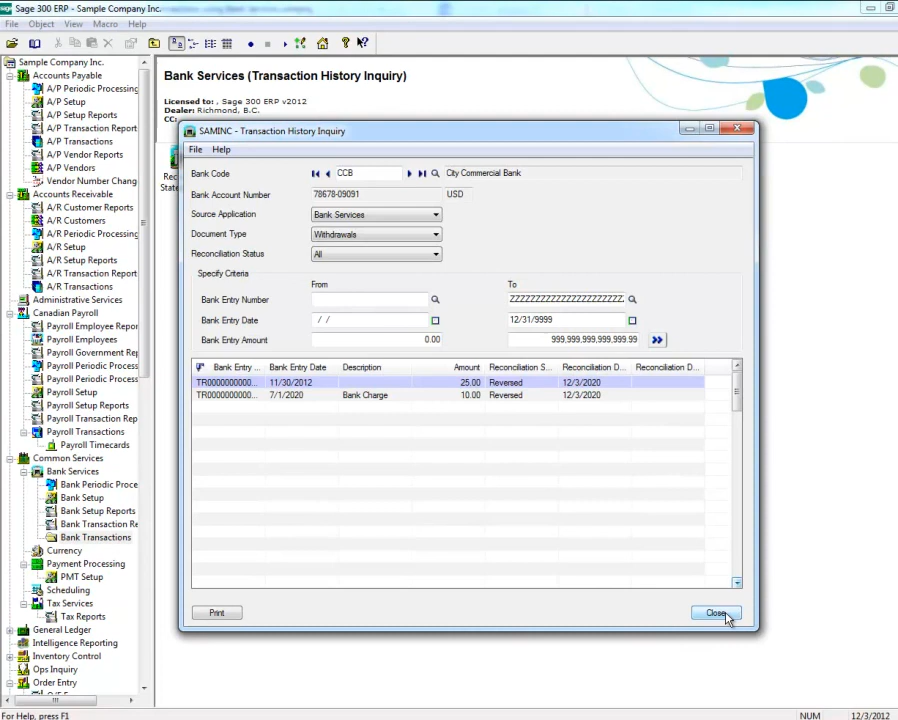 Sage 300 ERP - Sample Company Inc.
File Object View Macro Help
Sample Company Inc.
Accounts Payable
A/P Periodic Processing
A/P Setup
A/P Setup Reports
A/P Transaction Report
A/P Transactions
A/P Vendor Reports
A/P Vendors
Vendor Number Chang
Accounts Receivable
A/R Customer Reports
A/R Customers
A/R Periodic Processing
A/R Setup
A/R Setup Reports
A/R Transaction Report
A/R Transactions
Administrative Services
Canadian Payroll
Payroll Employee Repor
Payroll Employees
Payroll Government Rep
Payroll Periodic Process
Payroll Periodic Process
Payroll Setup
Payroll Setup Reports
Payroll Transaction Rep
Payroll Transactions
Payroll Timecards
Common Services
Bank Services
Bank Periodic Proce
Bank Setup
Bank Setup Reports
Bank Transaction Re
Bank Transactions
Currency
Payment Processing
PMT Setup
Scheduling
Tax Services
Tax Reports
General Ledger
Intelligence Reporting
Inventory Control
Ops Inquiry
Order Entry
Bank Services (Transaction History Inquiry)
Licensed to: , Sage 300 ERP v2012
Dealer: Richmond, B.C.
CC:
Rec
State
SAMINC - Transaction History Inquiry
File Help
Bank Code CCB City Commercial Bank
Bank Account Number 78678-09091 USD
Source Application Bank Services
Document Type Withdrawals
Reconciliation Status All
Specify Criteria
From To
Bank Entry Number ZZZZZZZZZZZZZZZZZZZZZZZZ.
Bank Entry Date / / 12/31/9999
Bank Entry Amount 0.00 999,999,999,999.99
Bank Entry ... Bank Entry Date Description Amount Reconciliation S... Reconciliation D... Reconciliation D...
TR0000000000... 11/30/2012 25.00 Reversed 12/3/2020
TR0000000000... 7/1/2020 Bank Charge 10.00 Reversed 12/3/2020
Print Close
For Help, press F1 NUM 12/3/2012